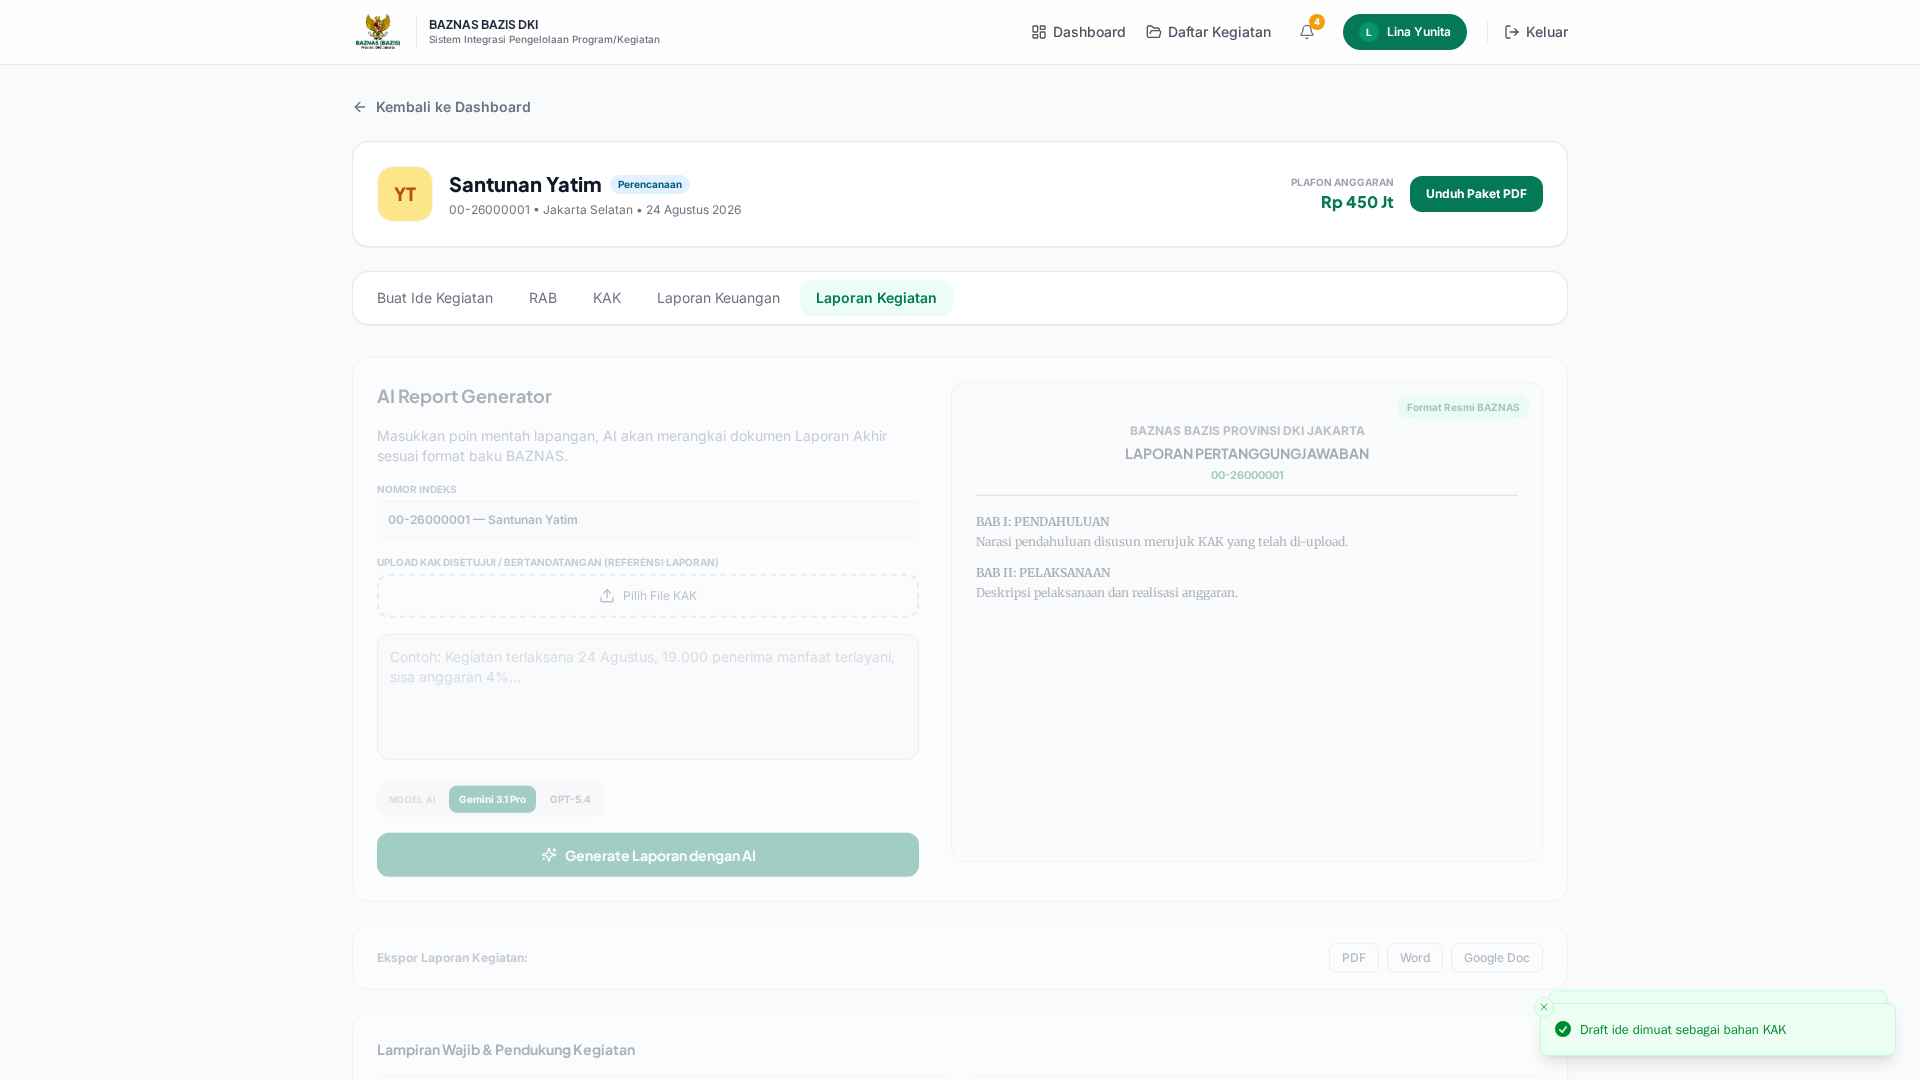 BAZNAS (BAZIS)
BAZNAS BAZIS DKI
Sistem Integrasi Pengelolaan Program/Kegiatan
Dashboard
Daftar Kegiatan
4
L
Lina Yunita
Keluar
Kembali ke Dashboard
YT
Santunan Yatim
Perencanaan
00-26000001 • Jakarta Selatan • 24 Agustus 2026
PLAFON ANGGARAN
Rp 450 Jt
Unduh Paket PDF
Buat Ide Kegiatan
RAB
KAK
Laporan Keuangan
Laporan Kegiatan
AI Report Generator
Masukkan poin mentah lapangan, AI akan merangkai dokumen Laporan Akhir
sesuai format baku BAZNAS.
NOMOR INDEKS
00-26000001 — Santunan Yatim
UPLOAD KAK DISETUJUI / BERTANDATANGAN (REFERENSI LAPORAN)
Pilih File KAK
Contoh: Kegiatan terlaksana 24 Agustus, 19.000 penerima manfaat terlayani,
sisa anggaran 4%...
MODEL AI
Gemini 3.1 Pro
GPT-5.4
Generate Laporan dengan AI
Format Resmi BAZNAS
BAZNAS BAZIS PROVINSI DKI JAKARTA
LAPORAN PERTANGGUNGJAWABAN
00-26000001
BAB I: PENDAHULUAN
Narasi pendahuluan disusun merujuk KAK yang telah di-upload.
BAB II: PELAKSANAAN
Deskripsi pelaksanaan dan realisasi anggaran.
Ekspor Laporan Kegiatan:
PDF
Word
Google Doc
Lampiran Wajib & Pendukung Kegiatan
Draft ide dimuat sebagai bahan KAK